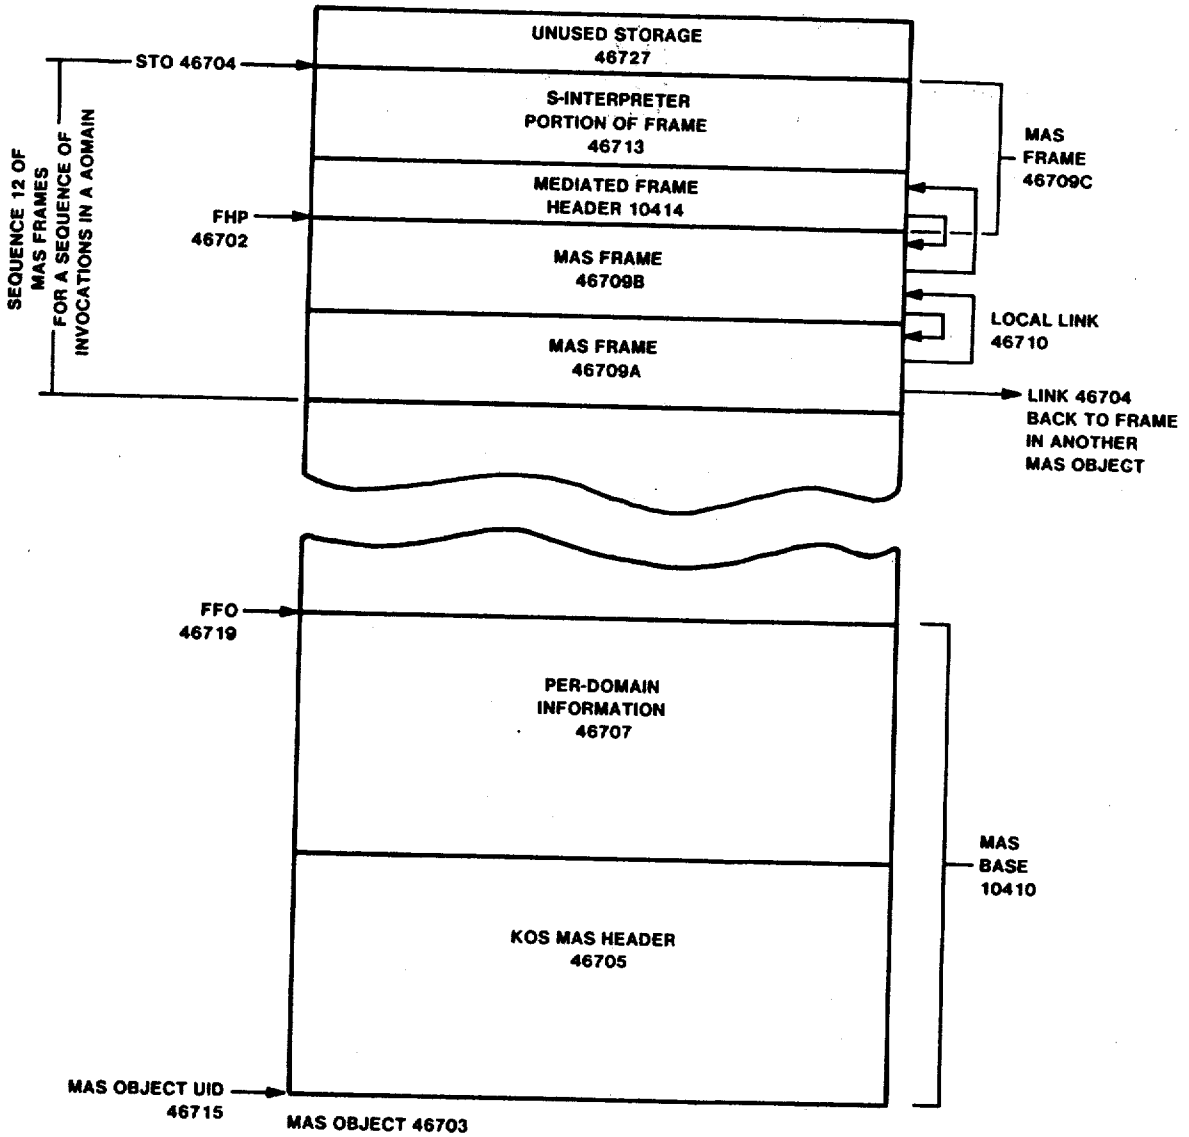 UNUSED STORAGE
46727
STO 46704
S-INTERPRETER
PORTION OF FRAME
46713
MAS
FRAME
46709C
MEDIATED FRAME
HEADER 10414
FHP
46702
SEQUENCE 12 OF
MAS FRAMES
FOR A SEQUENCE OF
INVOCATIONS IN A AOMAIN
MAS FRAME
46709B
LOCAL LINK
46710
MAS FRAME
46709A
LINK 46704
BACK TO FRAME
IN ANOTHER
MAS OBJECT
FFO
46719
PER-DOMAIN
INFORMATION
46707
MAS
BASE
10410
KOS MAS HEADER
46705
MAS OBJECT UID
46715
MAS OBJECT 46703